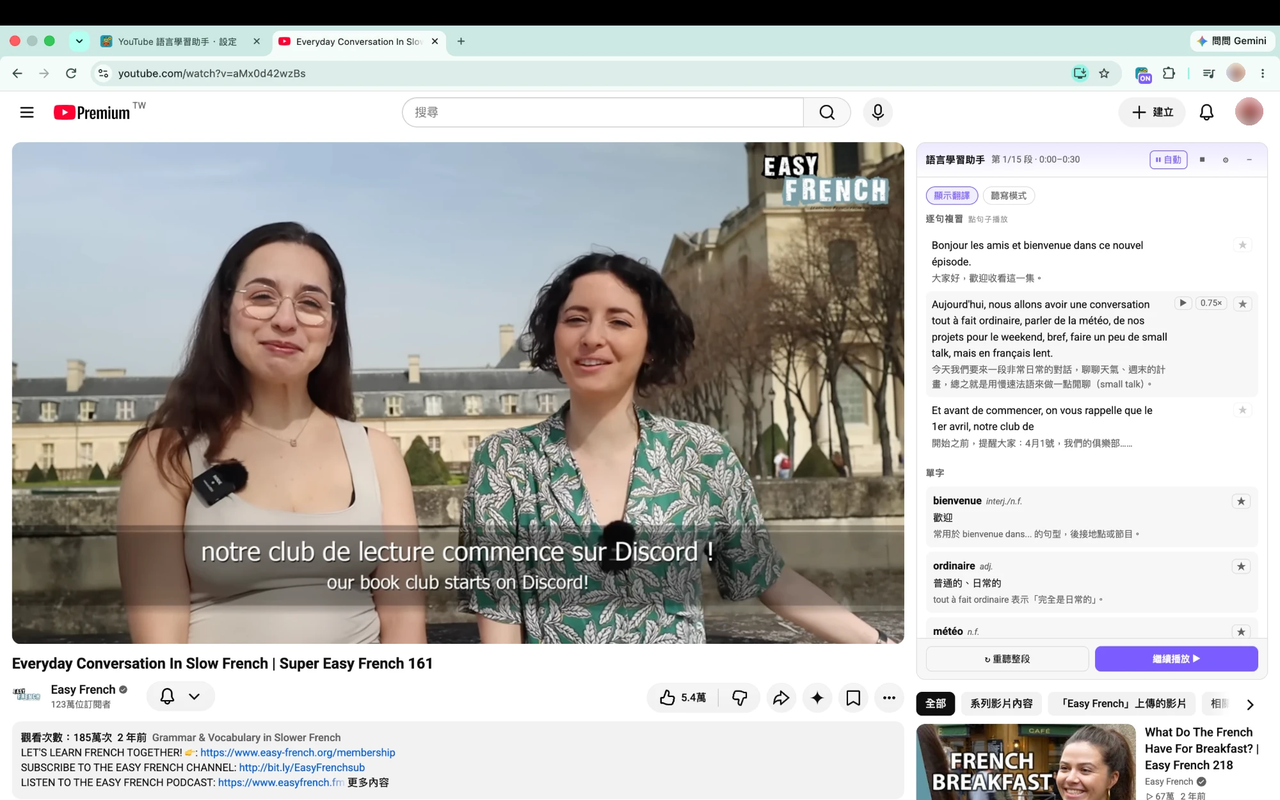 YouTube 語言學習助手・設定
Everyday Conversation In Slo
問問 Gemini
youtube.com/watch?v=aMx0d42wzBs
ON
Premium TW
搜尋
建立
EASY
FRENCH
notre club de lecture commence sur Discord !
our book club starts on Discord!
語言學習助手 第 1/15 段 · 0:00–0:30
自動
顯示翻譯 聽寫模式
逐句複習 點句子播放
Bonjour les amis et bienvenue dans ce nouvel
épisode.
大家好，歡迎收看這一集。
Aujourd'hui, nous allons avoir une conversation
tout à fait ordinaire, parler de la météo, de nos
projets pour le weekend, bref, faire un peu de small
talk, mais en français lent.
0.75×
今天我們要來一段非常日常的對話，聊聊天氣、週末的計
畫，總之就是用慢速法語來做一點閒聊（small talk）。
Et avant de commencer, on vous rappelle que le
1er avril, notre club de
開始之前，提醒大家：4月1號，我們的俱樂部……
單字
bienvenue interj./n.f.
歡迎
常用於 bienvenue dans... 的句型，後接地點或節目。
ordinaire adj.
普通的、日常的
tout à fait ordinaire 表示「完全是日常的」。
météo n.f.
↻ 重聽整段
繼續播放 ▶
Everyday Conversation In Slow French | Super Easy French 161
Easy French
123萬位訂閱者
5.4萬
觀看次數：185萬次 2 年前 Grammar & Vocabulary in Slower French
LET'S LEARN FRENCH TOGETHER! 👉: https://www.easy-french.org/membership
SUBSCRIBE TO THE EASY FRENCH CHANNEL: http://bit.ly/EasyFrenchsub
LISTEN TO THE EASY FRENCH PODCAST: https://www.easyfrench.fm 更多內容
全部 系列影片內容 「Easy French」上傳的影片 相
CAFÉ
FRENCH
BREAKFAST
What Do The French
Have For Breakfast? |
Easy French 218
Easy French
67萬 2 年前